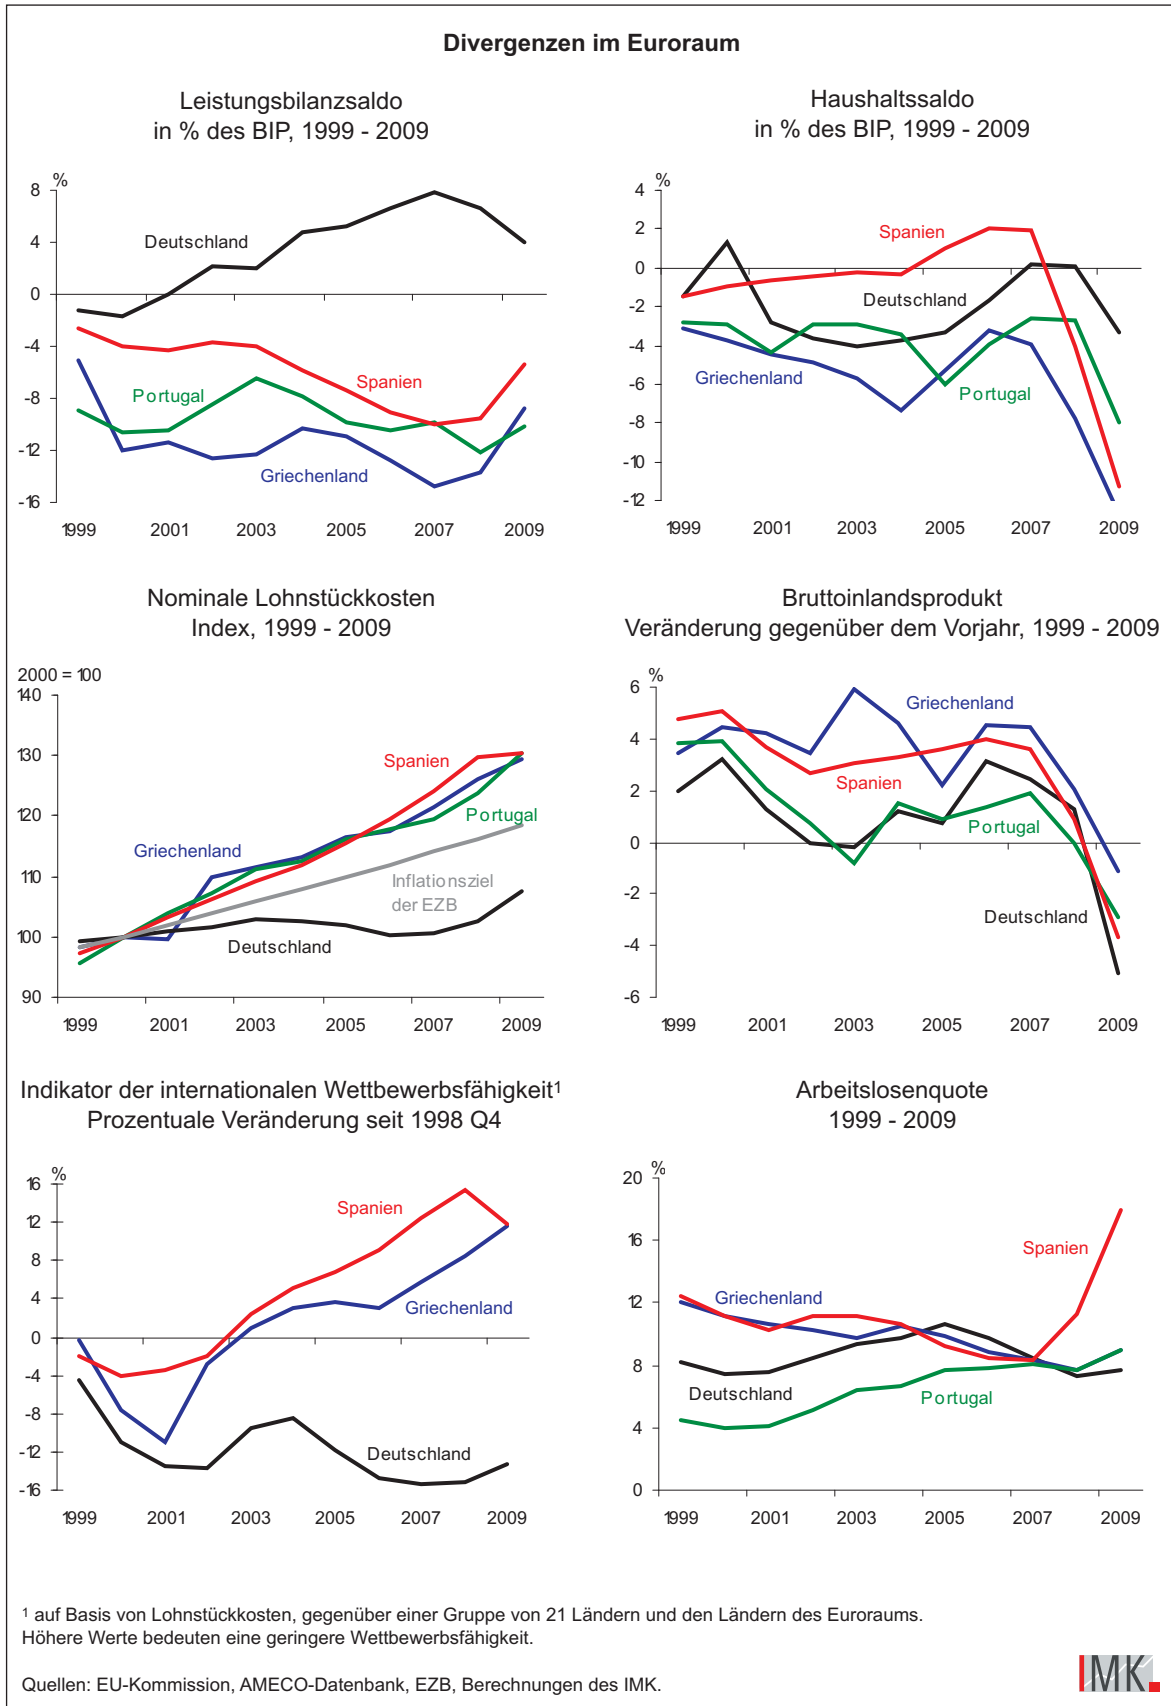 Divergenzen im Euroraum
Leistungsbilanzsaldo
in % des BIP, 1999 - 2009
%
8
4
0
-4
-8
-12
-16
Deutschland
Spanien
Portugal
Griechenland
1999 2001 2003 2005 2007 2009
Haushaltssaldo
in % des BIP, 1999 - 2009
%
4
2
0
-2
-4
-6
-8
-10
-12
Spanien
Deutschland
Griechenland
Portugal
1999 2001 2003 2005 2007 2009
Nominale Lohnstückkosten
Index, 1999 - 2009
2000 = 100
140
130
120
110
100
90
Spanien
Portugal
Griechenland
Inflationsziel
der EZB
Deutschland
1999 2001 2003 2005 2007 2009
Bruttoinlandsprodukt
Veränderung gegenüber dem Vorjahr, 1999 - 2009
%
6
4
2
0
-2
-4
-6
Griechenland
Spanien
Portugal
Deutschland
1999 2001 2003 2005 2007 2009
Indikator der internationalen Wettbewerbsfähigkeit¹
Prozentuale Veränderung seit 1998 Q4
%
16
12
8
4
0
-4
-8
-12
-16
Spanien
Griechenland
Deutschland
1999 2001 2003 2005 2007 2009
Arbeitslosenquote
1999 - 2009
%
20
16
12
8
4
0
Spanien
Griechenland
Deutschland
Portugal
1999 2001 2003 2005 2007 2009
¹ auf Basis von Lohnstückkosten, gegenüber einer Gruppe von 21 Ländern und den Ländern des Euroraums.
Höhere Werte bedeuten eine geringere Wettbewerbsfähigkeit.
Quellen: EU-Kommission, AMECO-Datenbank, EZB, Berechnungen des IMK.
IMK